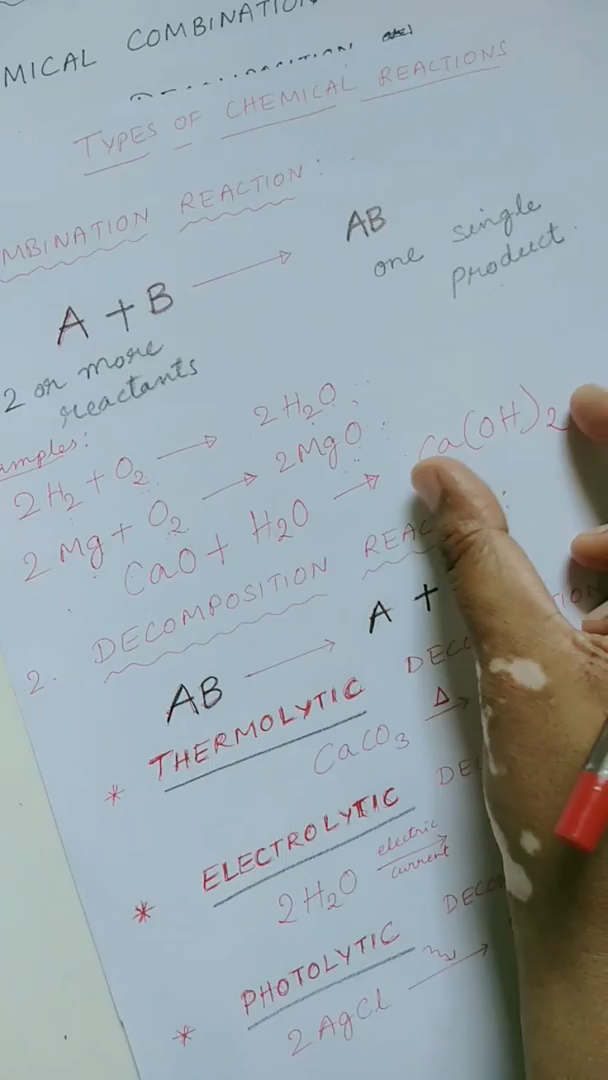 MICAL COMBINATION
TYPES OF CHEMICAL REACTIONS
MBINATION REACTION:
A + B → AB
2 or more reactants
one single product.
amples:
2H₂ + O₂ → 2H₂O
2Mg + O₂ → 2MgO
CaO + H₂O → Ca(OH)₂
2. DECOMPOSITION REAC
AB → A +
* THERMOLYTIC DEC
CaCO₃ Δ→
* ELECTROLYTIC DE
2H₂O electric current →
* PHOTOLYTIC DECO
2AgCl →